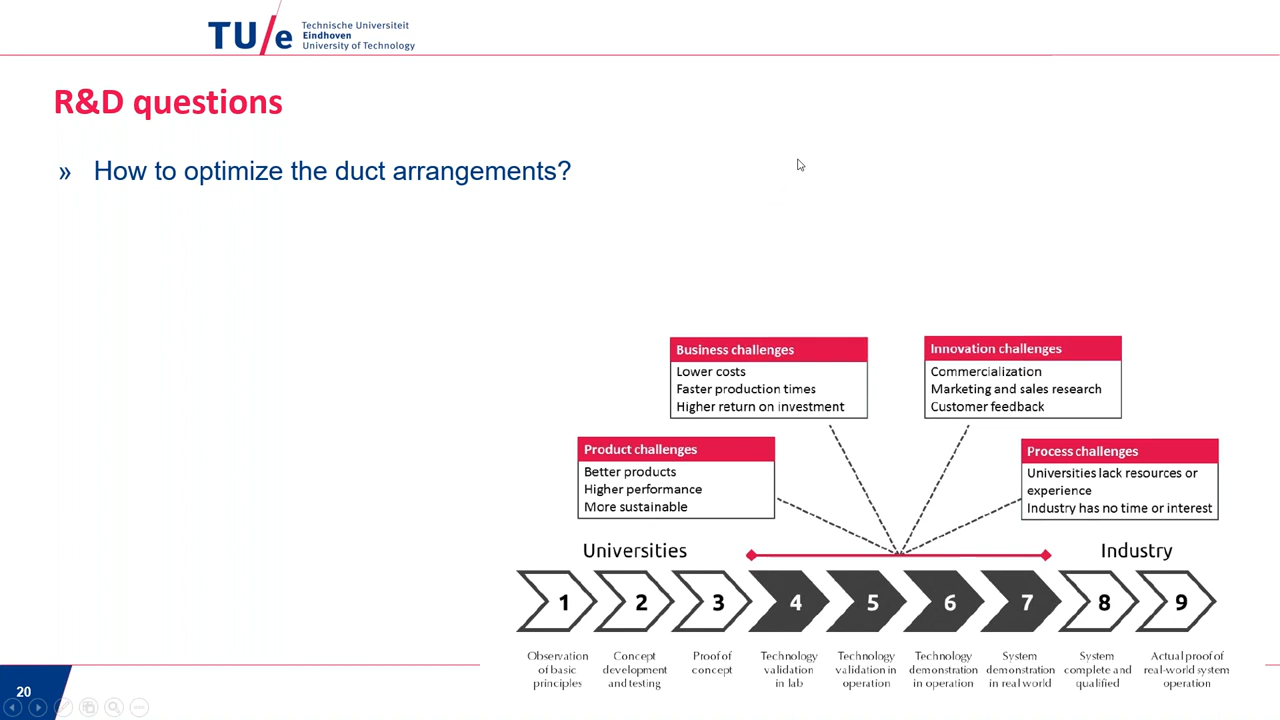 TU/e
Technische Universiteit
Eindhoven
University of Technology
R&D questions
» How to optimize the duct arrangements?
Business challenges
Lower costs
Faster production times
Higher return on investment
Innovation challenges
Commercialization
Marketing and sales research
Customer feedback
Product challenges
Better products
Higher performance
More sustainable
Process challenges
Universities lack resources or
experience
Industry has no time or interest
Universities
Industry
1 2 3 4 5 6 7 8 9
Observation
of basic
principles
Concept
development
and testing
Proof of
concept
Technology
validation
in lab
Technology
validation in
operation
Technology
demonstration
in operation
System
demonstration
in real world
System
complete and
qualified
Actual proof of
real-world system
operation
20